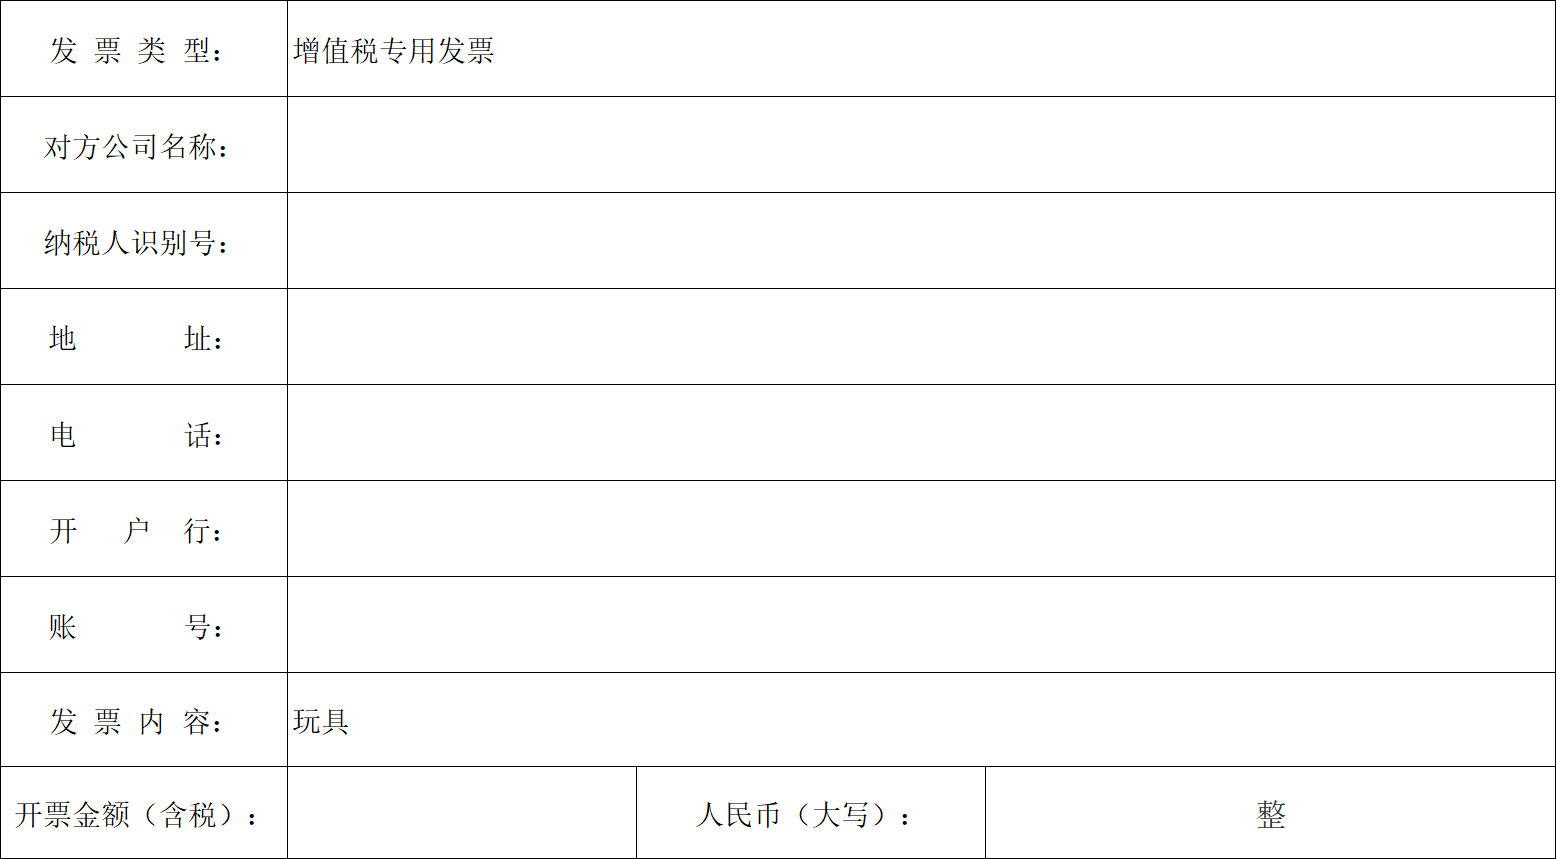 发 票 类 型： 增值税专用发票
对方公司名称：
纳税人识别号：
地 址：
电 话：
开 户 行：
账 号：
发 票 内 容： 玩具
开票金额（含税）： 人民币（大写）： 整